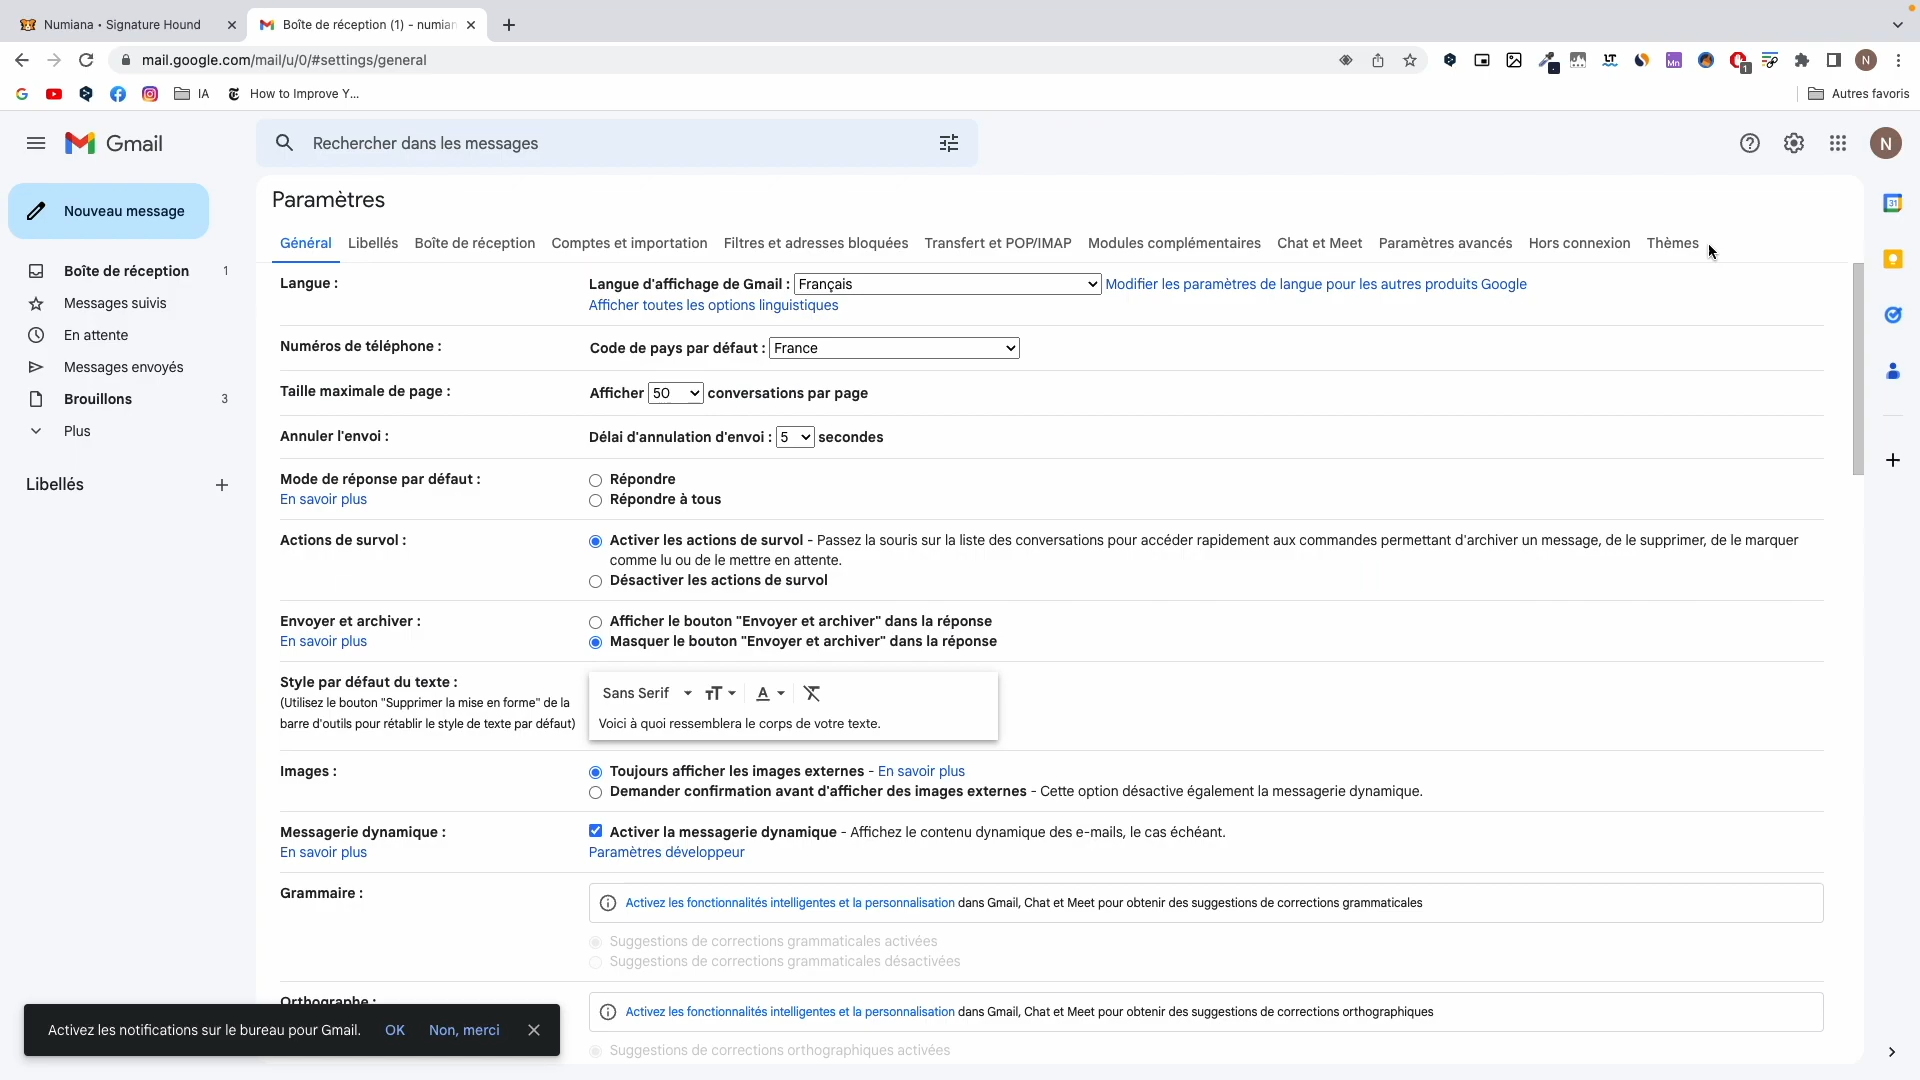 Numiana • Signature Hound
Boîte de réception (1) - numian
mail.google.com/mail/u/0/#settings/general
IA
How to Improve Y...
Autres favoris
Gmail
Rechercher dans les messages
N
Nouveau message
Boîte de réception 1
Messages suivis
En attente
Messages envoyés
Brouillons 3
Plus
Libellés
Paramètres
Général Libellés Boîte de réception Comptes et importation Filtres et adresses bloquées Transfert et POP/IMAP Modules complémentaires Chat et Meet Paramètres avancés Hors connexion Thèmes
Langue : Langue d'affichage de Gmail : Français Modifier les paramètres de langue pour les autres produits Google
Afficher toutes les options linguistiques
Numéros de téléphone : Code de pays par défaut : France
Taille maximale de page : Afficher 50 conversations par page
Annuler l'envoi : Délai d'annulation d'envoi : 5 secondes
Mode de réponse par défaut : Répondre
En savoir plus Répondre à tous
Actions de survol : Activer les actions de survol - Passez la souris sur la liste des conversations pour accéder rapidement aux commandes permettant d'archiver un message, de le supprimer, de le marquer
comme lu ou de le mettre en attente.
Désactiver les actions de survol
Envoyer et archiver : Afficher le bouton "Envoyer et archiver" dans la réponse
En savoir plus Masquer le bouton "Envoyer et archiver" dans la réponse
Style par défaut du texte :
(Utilisez le bouton "Supprimer la mise en forme" de la
barre d'outils pour rétablir le style de texte par défaut)
Sans Serif
Voici à quoi ressemblera le corps de votre texte.
Images : Toujours afficher les images externes - En savoir plus
Demander confirmation avant d'afficher des images externes - Cette option désactive également la messagerie dynamique.
Messagerie dynamique : Activer la messagerie dynamique - Affichez le contenu dynamique des e-mails, le cas échéant.
En savoir plus Paramètres développeur
Grammaire : Activez les fonctionnalités intelligentes et la personnalisation dans Gmail, Chat et Meet pour obtenir des suggestions de corrections grammaticales
Suggestions de corrections grammaticales activées
Suggestions de corrections grammaticales désactivées
Orthographe : Activez les fonctionnalités intelligentes et la personnalisation dans Gmail, Chat et Meet pour obtenir des suggestions de corrections orthographiques
Suggestions de corrections orthographiques activées
Activez les notifications sur le bureau pour Gmail. OK Non, merci